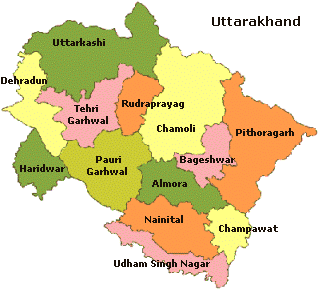 Uttarakhand
Uttarkashi
Dehradun
Tehri
Garhwal
Rudraprayag
Chamoli
Pithoragarh
Haridwar
Pauri
Garhwal
Bageshwar
Almora
Nainital
Champawat
Udham Singh Nagar